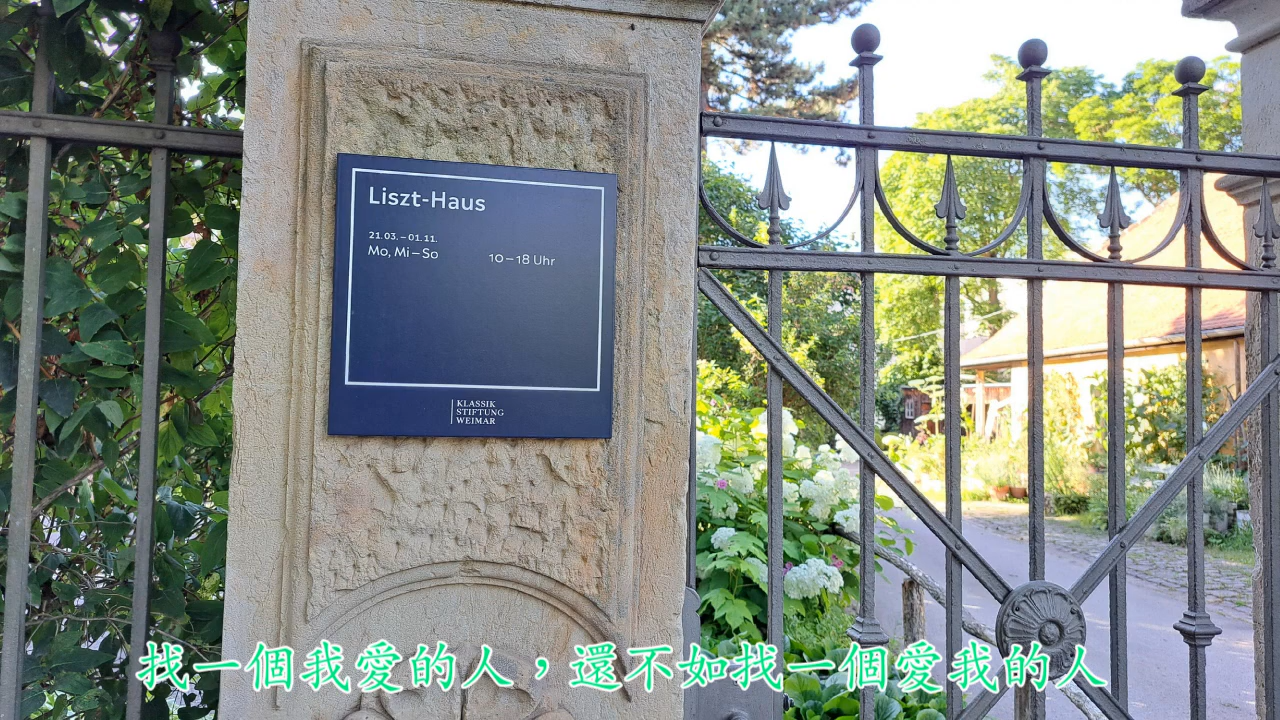 Liszt-Haus
21.03. – 01.11.
Mo, Mi – So 10 – 18 Uhr
KLASSIK
STIFTUNG
WEIMAR
找一個我愛的人，還不如找一個愛我的人